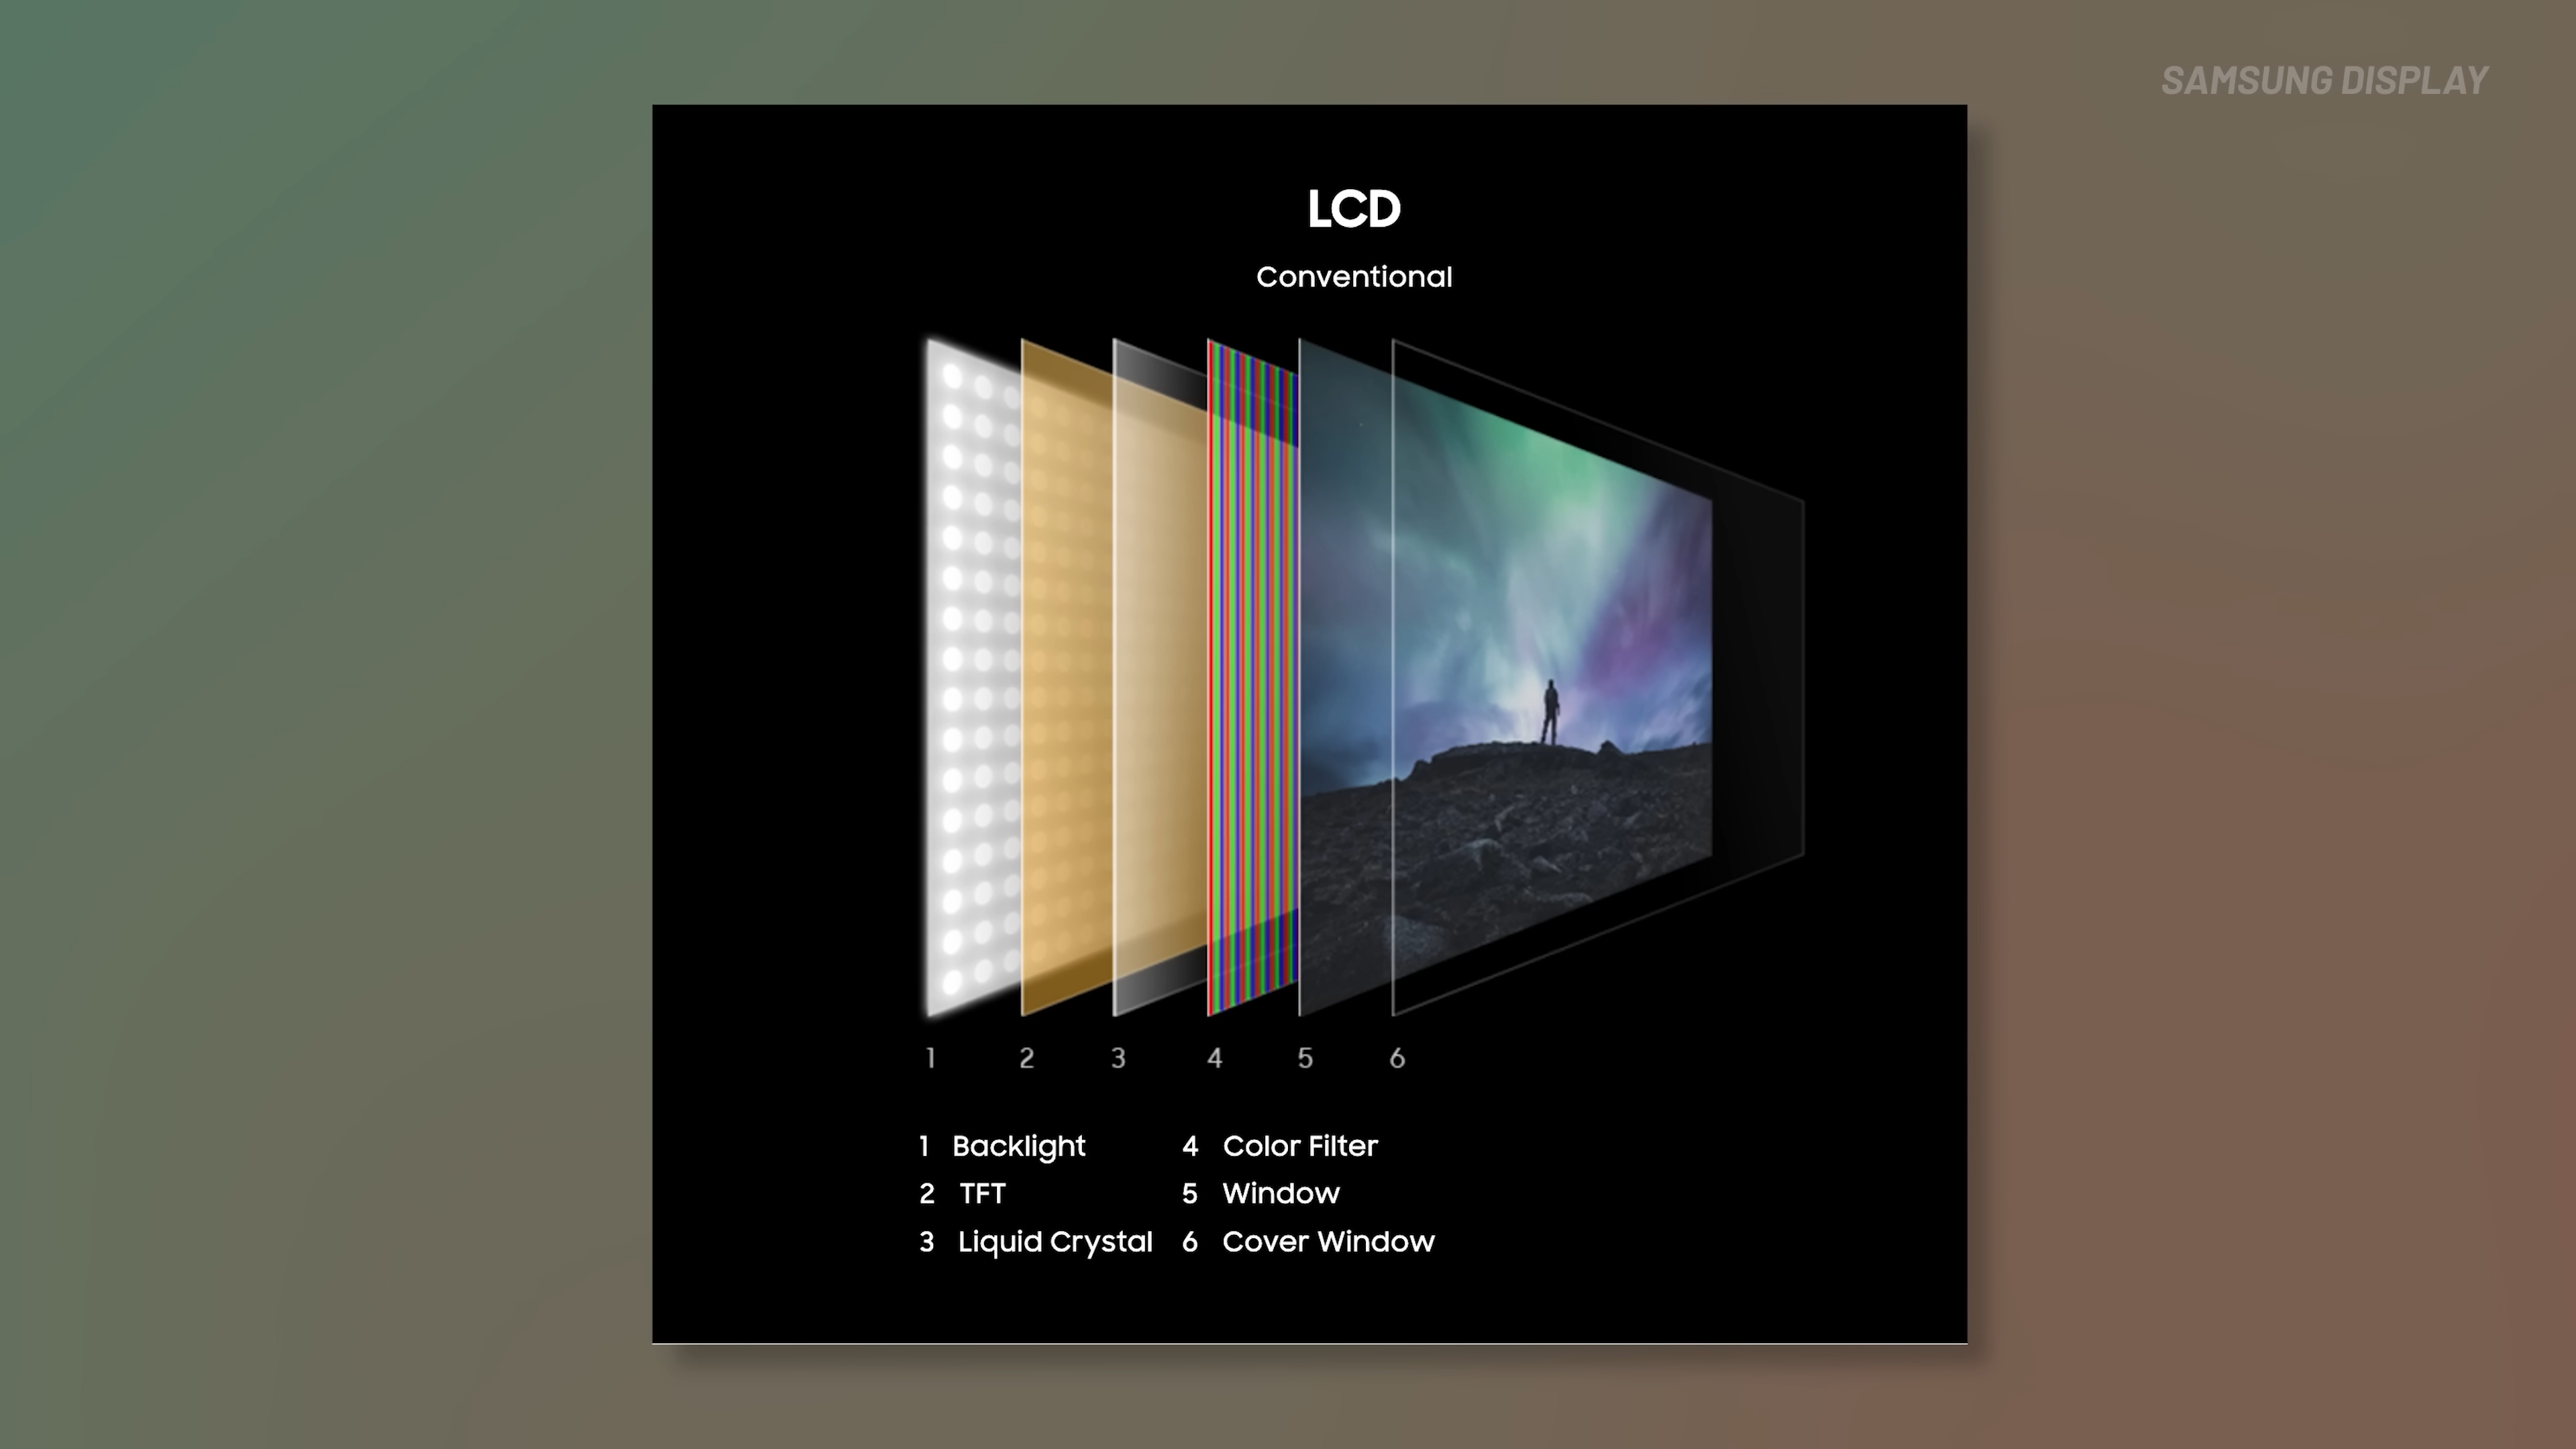 SAMSUNG DISPLAY
LCD
Conventional
1 2 3 4 5 6
1 Backlight
2 TFT
3 Liquid Crystal
4 Color Filter
5 Window
6 Cover Window